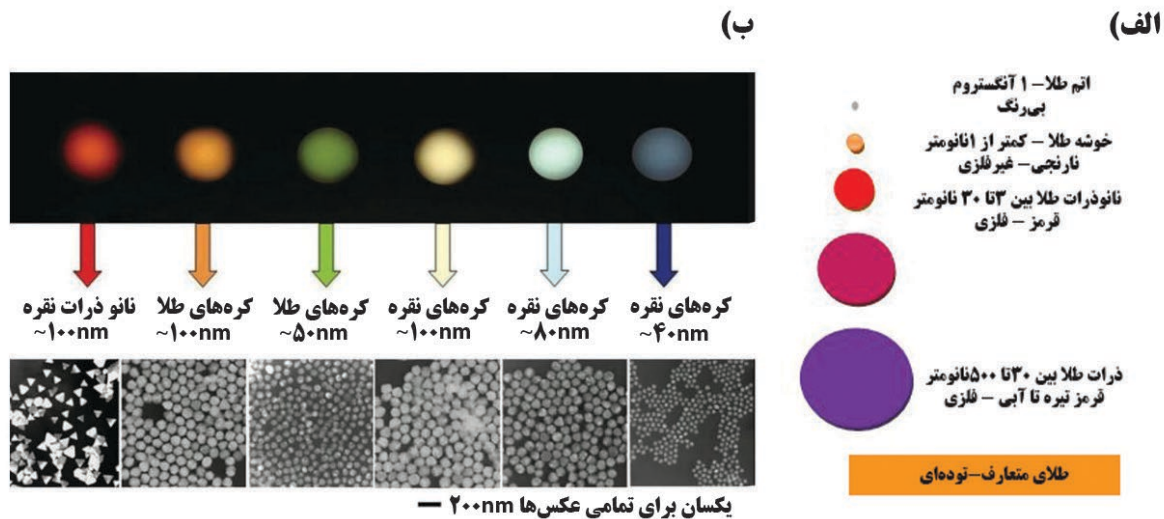 الف)
اتم طلا – ۱ آنگستروم
بی‌رنگ
خوشه طلا – کمتر از ۱نانومتر
نارنجی – غیرفلزی
نانوذرات طلا بین ۳تا ۳۰ نانومتر
قرمز – فلزی
ذرات طلا بین ۳۰تا ۵۰۰نانومتر
قرمز تیره تا آبی – فلزی
طلای متعارف–توده‌ای
ب)
کره‌های نقره
~۴۰nm
کره‌های نقره
~۸۰nm
کره‌های نقره
~۱۰۰nm
کره‌های طلا
~۵۰nm
کره‌های طلا
~۱۰۰nm
نانو ذرات نقره
~۱۰۰nm
یکسان برای تمامی عکس‌ها ۲۰۰nm